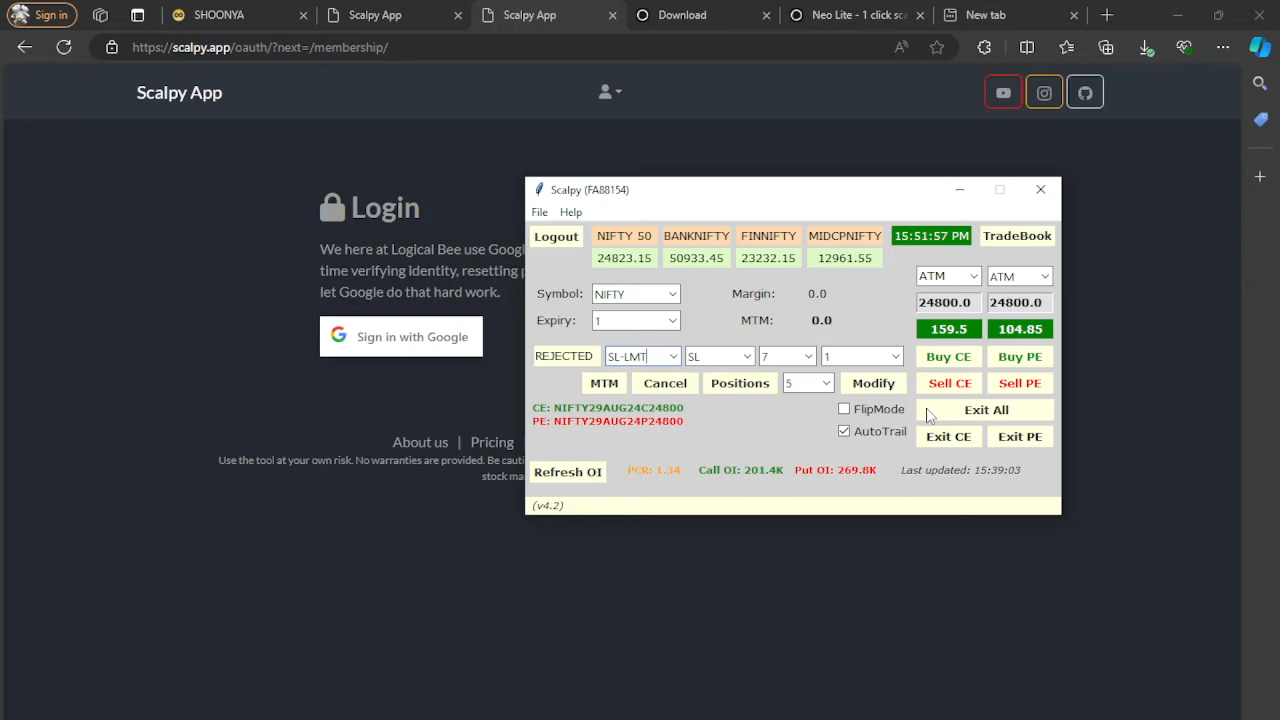 Sign in
SHOONYA
Scalpy App
Scalpy App
Download
Neo Lite - 1 click sca
New tab
https://scalpy.app/oauth/?next=/membership/
Scalpy App
Login
We here at Logical Bee use Goog
time verifying identity, resetting p
let Google do that hard work.
Sign in with Google
About us | Pricing
Use the tool at your own risk. No warranties are provided. Be cauti
stock ma
Scalpy (FA88154)
File Help
Logout NIFTY 50 BANKNIFTY FINNIFTY MIDCPNIFTY 15:51:57 PM TradeBook
24823.15 50933.45 23232.15 12961.55
ATM ATM
Symbol: NIFTY Margin: 0.0 24800.0 24800.0
Expiry: 1 MTM: 0.0 159.5 104.85
REJECTED SL-LMT SL 7 1 Buy CE Buy PE
MTM Cancel Positions 5 Modify Sell CE Sell PE
CE: NIFTY29AUG24C24800 FlipMode Exit All
PE: NIFTY29AUG24P24800
AutoTrail Exit CE Exit PE
Refresh OI PCR: 1.34 Call OI: 201.4K Put OI: 269.8K Last updated: 15:39:03
(v4.2)